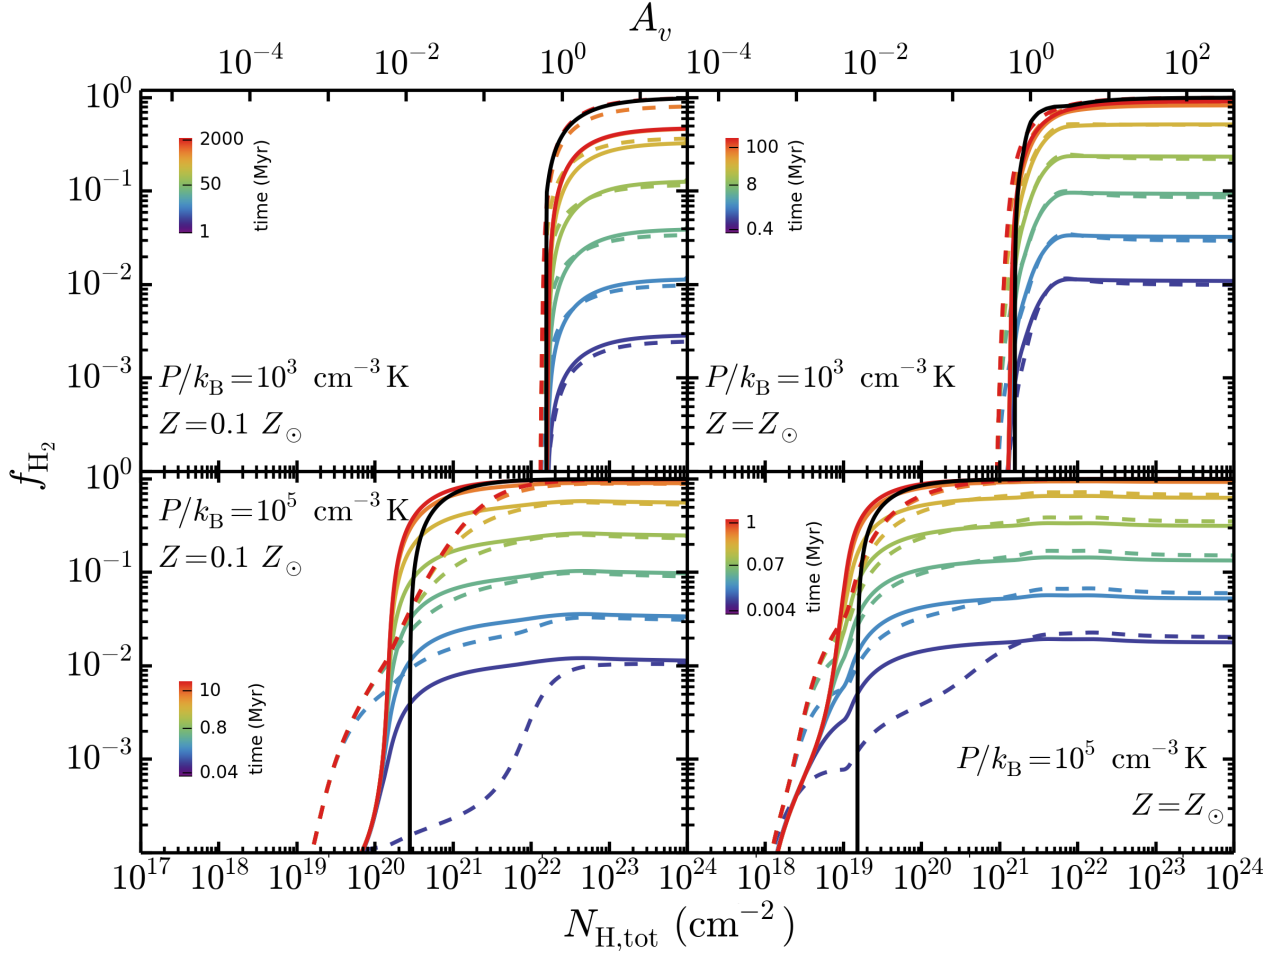 A_v
10^−4 10^−2 10^0 10^−4 10^−2 10^0 10^2
10^0
10^−1
10^−2
10^−3
2000
50
1
time (Myr)
P/k_B = 10^3 cm^−3 K
Z = 0.1 Z_⊙
100
8
0.4
time (Myr)
P/k_B = 10^3 cm^−3 K
Z = Z_⊙
f_H_2
10^0
10^−1
10^−2
10^−3
P/k_B = 10^5 cm^−3 K
Z = 0.1 Z_⊙
10
0.8
0.04
time (Myr)
1
0.07
0.004
time (Myr)
P/k_B = 10^5 cm^−3 K
Z = Z_⊙
10^17 10^18 10^19 10^20 10^21 10^22 10^23 10^24 10^18 10^19 10^20 10^21 10^22 10^23 10^24
N_H,tot (cm^−2)